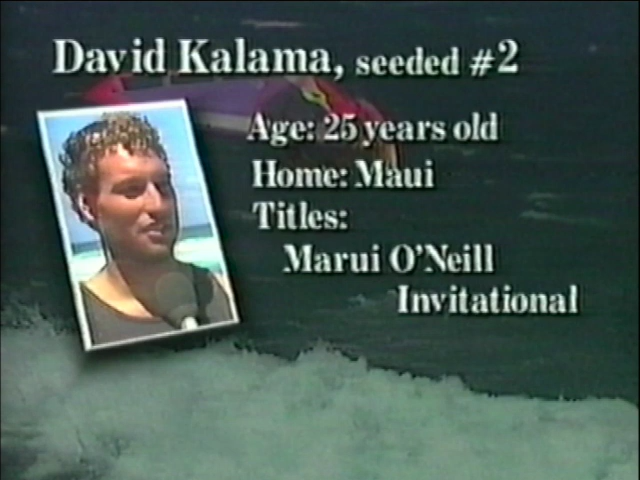 David Kalama, seeded #2
Age: 25 years old
Home: Maui
Titles:
Marui O'Neill
Invitational